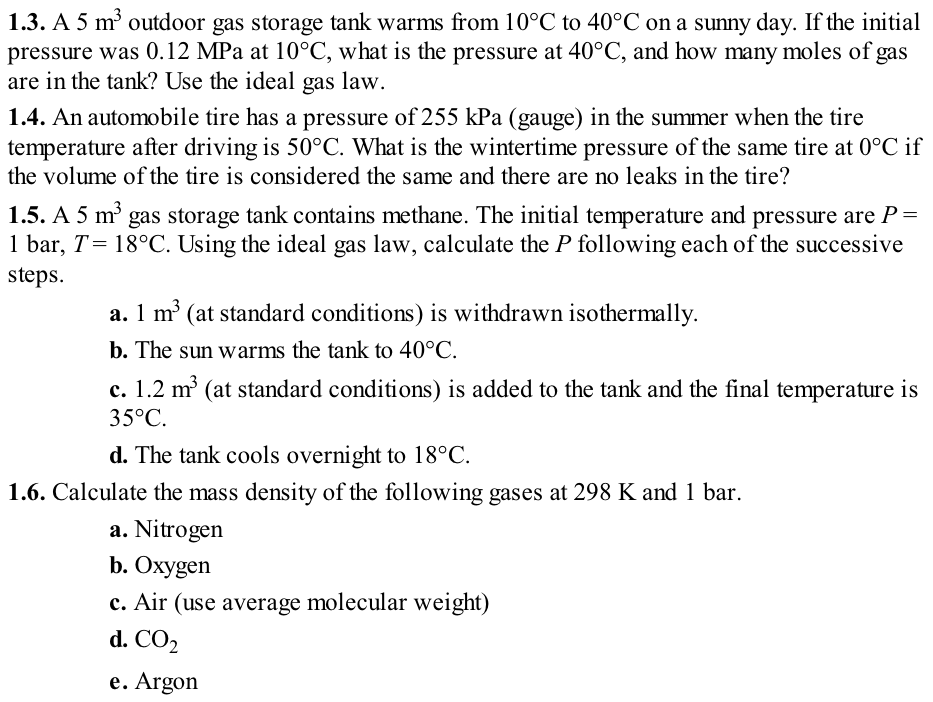 1.3. A 5 m³ outdoor gas storage tank warms from 10°C to 40°C on a sunny day. If the initial
pressure was 0.12 MPa at 10°C, what is the pressure at 40°C, and how many moles of gas
are in the tank? Use the ideal gas law.
1.4. An automobile tire has a pressure of 255 kPa (gauge) in the summer when the tire
temperature after driving is 50°C. What is the wintertime pressure of the same tire at 0°C if
the volume of the tire is considered the same and there are no leaks in the tire?
1.5. A 5 m³ gas storage tank contains methane. The initial temperature and pressure are P =
1 bar, T = 18°C. Using the ideal gas law, calculate the P following each of the successive
steps.
a. 1 m³ (at standard conditions) is withdrawn isothermally.
b. The sun warms the tank to 40°C.
c. 1.2 m³ (at standard conditions) is added to the tank and the final temperature is
35°C.
d. The tank cools overnight to 18°C.
1.6. Calculate the mass density of the following gases at 298 K and 1 bar.
a. Nitrogen
b. Oxygen
c. Air (use average molecular weight)
d. CO₂
e. Argon